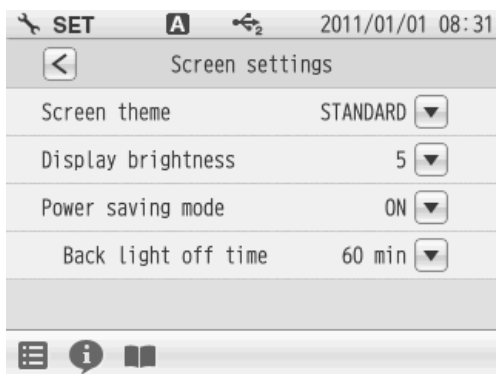 SET A 2 2011/01/01 08:31
Screen settings
Screen theme STANDARD
Display brightness 5
Power saving mode ON
Back light off time 60 min